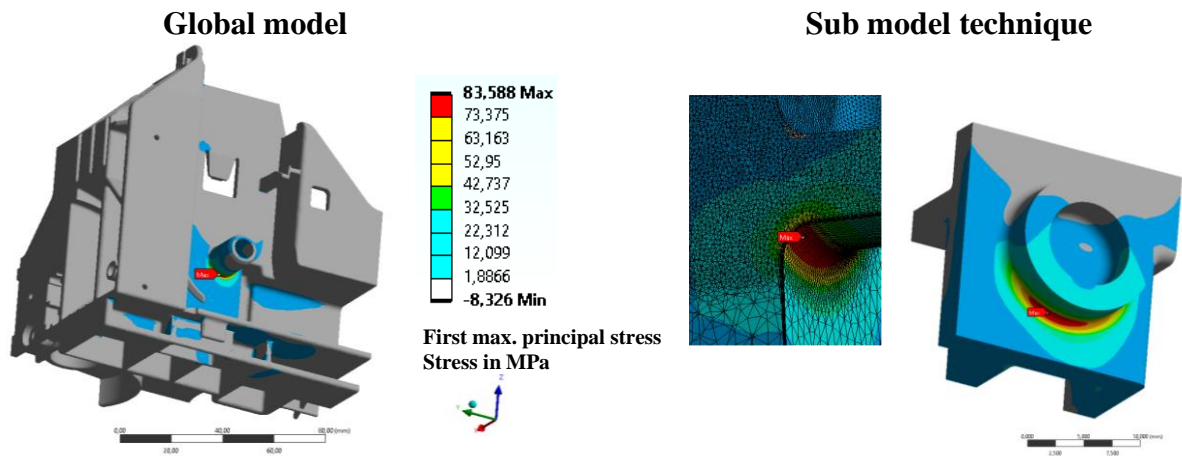 Global model
Sub model technique
83,588 Max
73,375
63,163
52,95
42,737
32,525
22,312
12,099
1,8866
-8,326 Min
First max. principal stress
Stress in MPa
Max
Max
Max
Z
Y
X
0,00 40,00 80,00 (mm)
20,00 60,00
0,000 5,000 10,000 (mm)
2,500 7,500